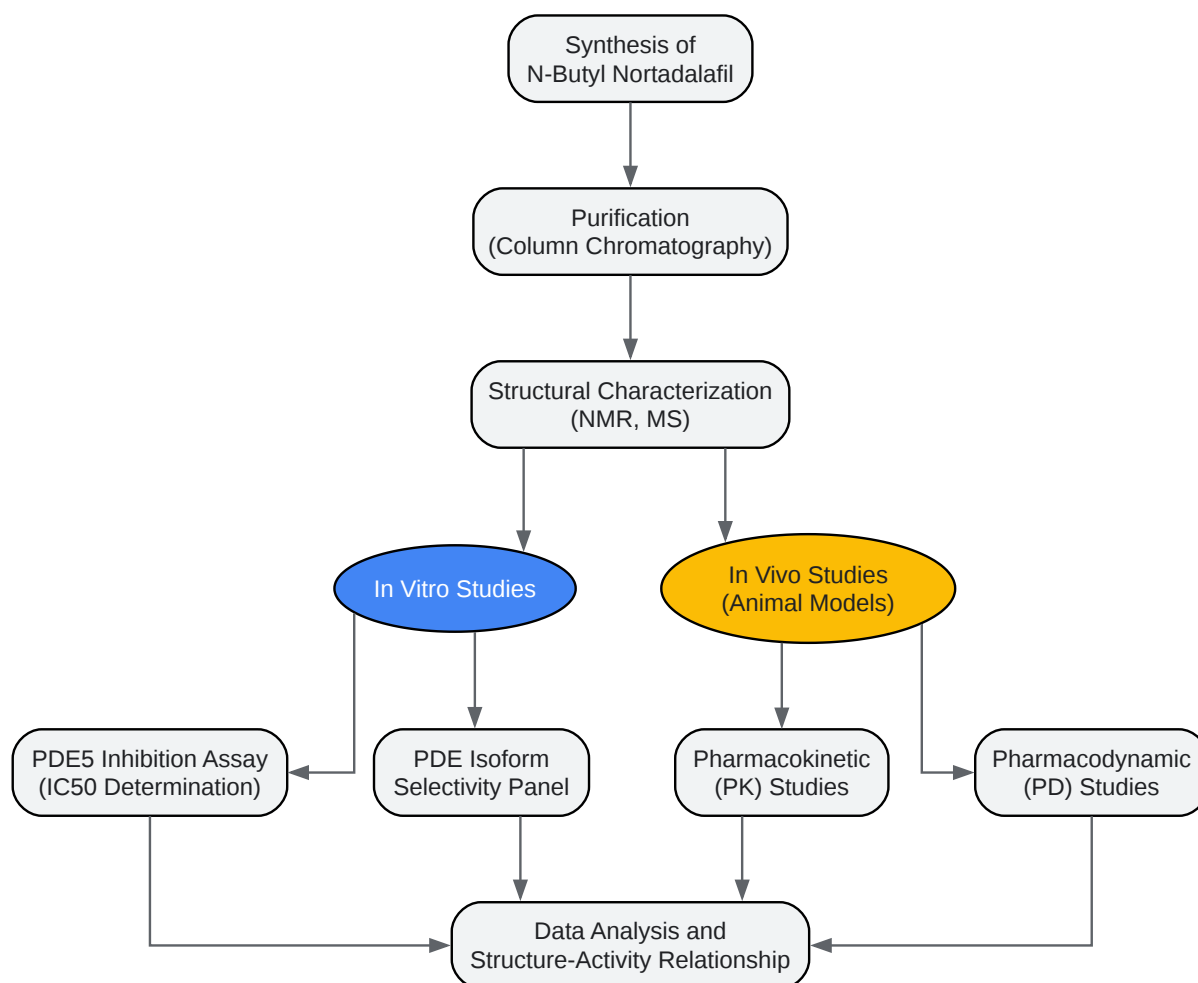 Synthesis of
N-Butyl Nortadalafil
Purification
(Column Chromatography)
Structural Characterization
(NMR, MS)
In Vitro Studies
In Vivo Studies
(Animal Models)
PDE5 Inhibition Assay
(IC50 Determination)
PDE Isoform
Selectivity Panel
Pharmacokinetic
(PK) Studies
Pharmacodynamic
(PD) Studies
Data Analysis and
Structure-Activity Relationship